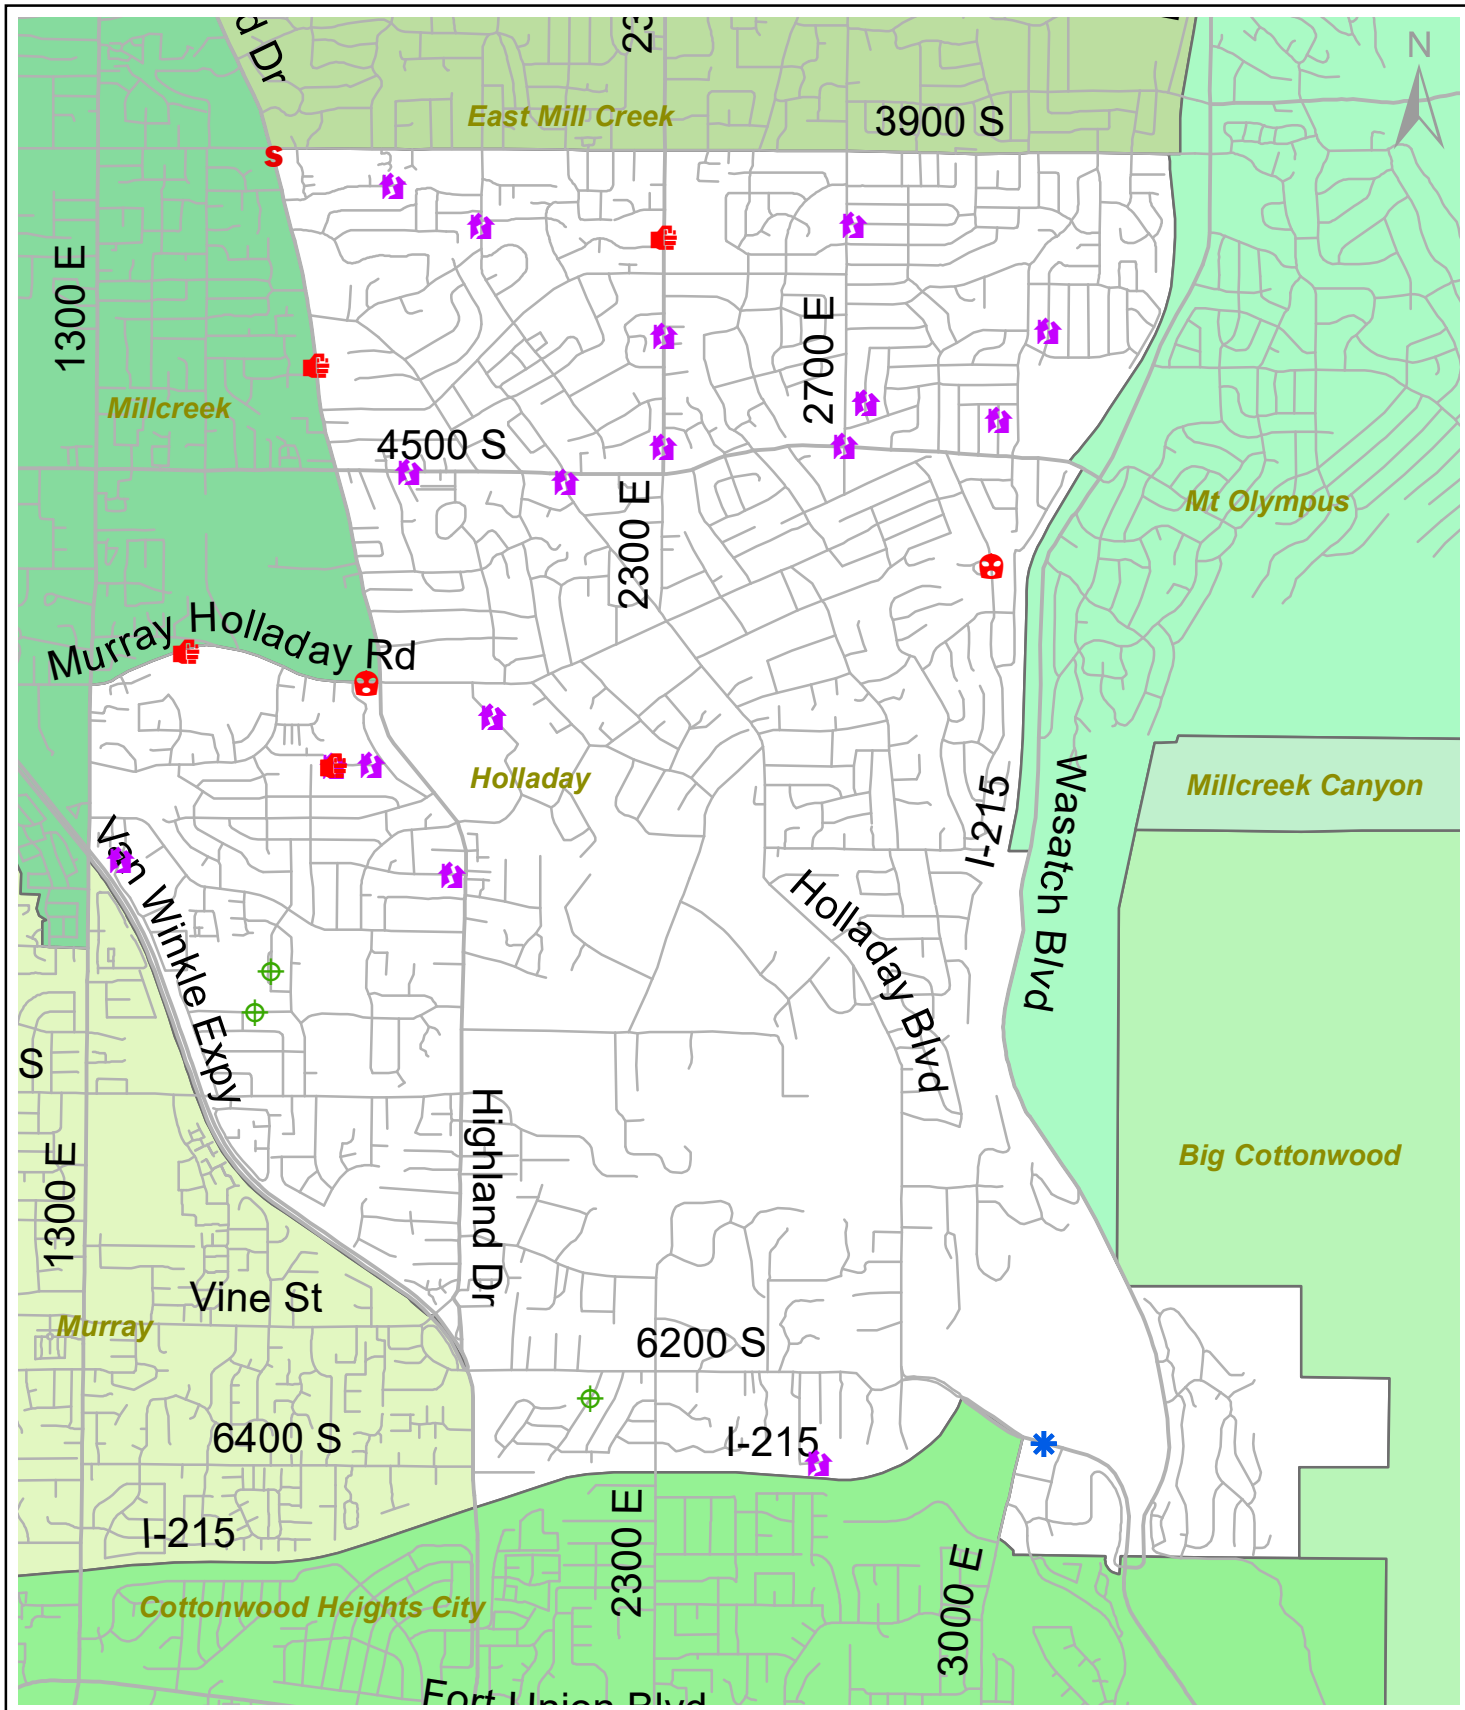 d Dr
23
N
East Mill Creek
3900 S
s
1300 E
2700 E
Millcreek
4500 S
2300 E
Mt Olympus
Murray Holladay Rd
Holladay
I-215
Wasatch Blvd
Millcreek Canyon
Van Winkle Expy
Holladay Blvd
S
Highland Dr
1300 E
Big Cottonwood
Vine St
Murray
6200 S
6400 S
I-215
I-215
2300 E
3000 E
Cottonwood Heights City
Fort Union Blvd